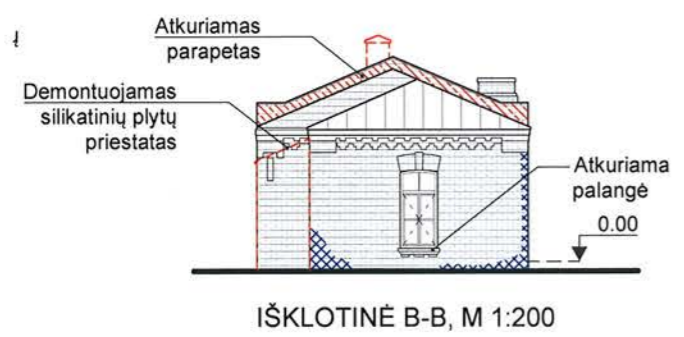 į
Atkuriamas
parapetas
Demontuojamas
silikatinių plytų
priestatas
Atkuriama
palangė
0.00
IŠKLOTINĖ B-B, M 1:200